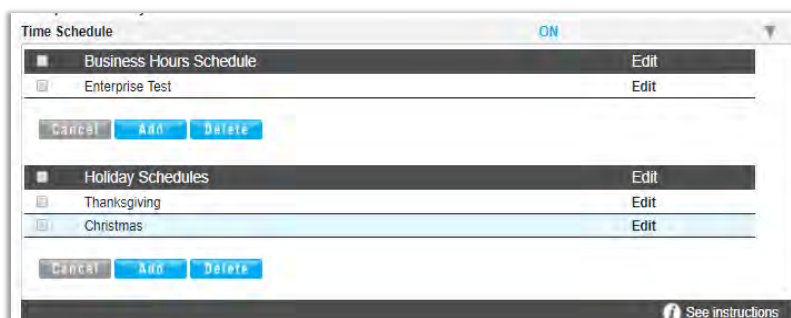 Time Schedule ON
Business Hours Schedule Edit
Enterprise Test Edit
Cancel Add Delete
Holiday Schedules Edit
Thanksgiving Edit
Christmas Edit
Cancel Add Delete
i See instructions